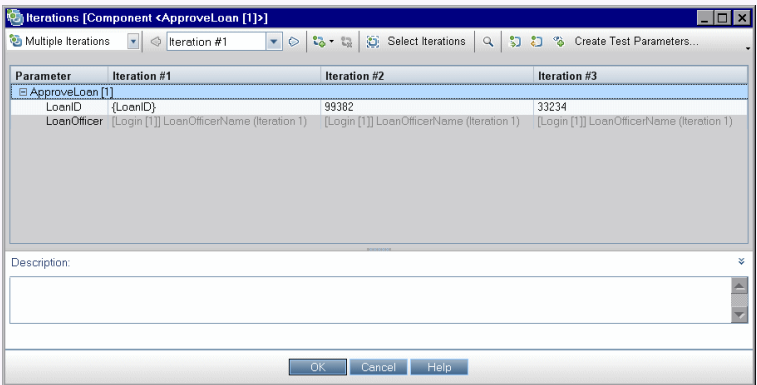 Iterations [Component <ApproveLoan [1]>]
Multiple Iterations Iteration #1 Select Iterations Create Test Parameters...
Parameter Iteration #1 Iteration #2 Iteration #3
ApproveLoan [1]
LoanID {LoanID} 99382 33234
LoanOfficer [Login [1]] LoanOfficerName (Iteration 1) [Login [1]] LoanOfficerName (Iteration 1) [Login [1]] LoanOfficerName (Iteration 1)
Description:
OK Cancel Help